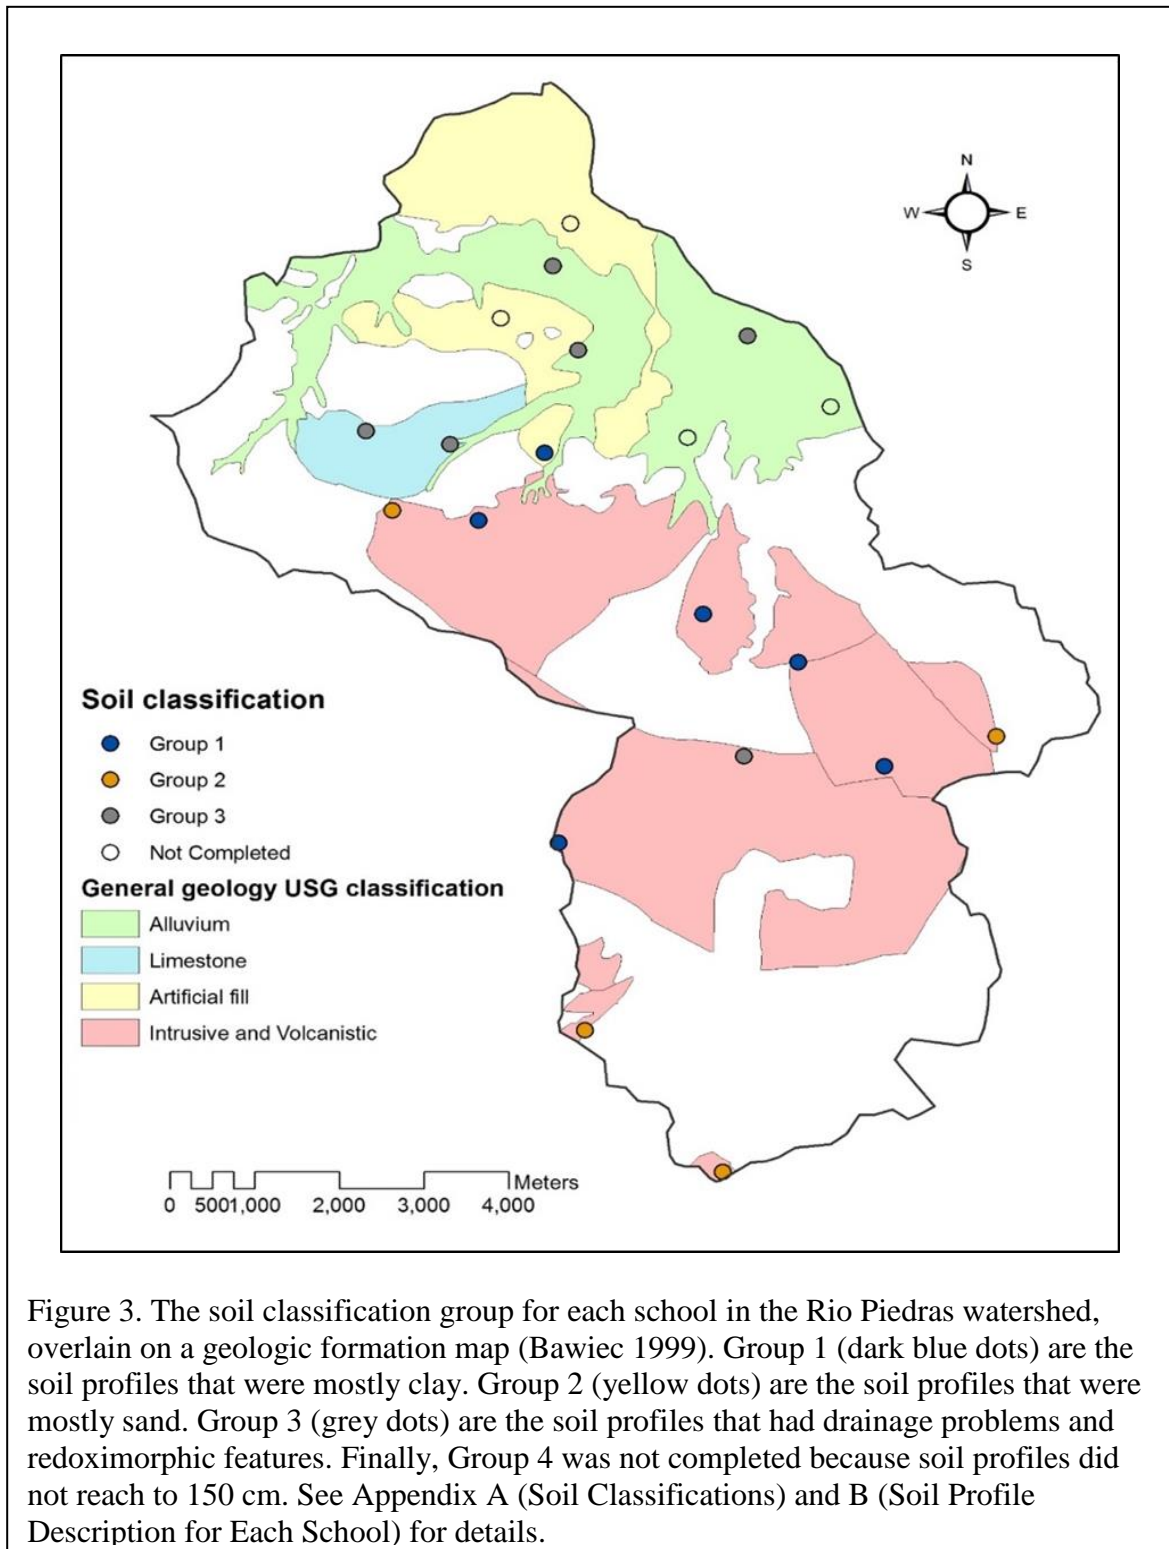 N
W E
S
Soil classification
Group 1
Group 2
Group 3
Not Completed
General geology USG classification
Alluvium
Limestone
Artificial fill
Intrusive and Volcanistic
Meters
0 5001,000 2,000 3,000 4,000
Figure 3. The soil classification group for each school in the Rio Piedras watershed,
overlain on a geologic formation map (Bawiec 1999). Group 1 (dark blue dots) are the
soil profiles that were mostly clay. Group 2 (yellow dots) are the soil profiles that were
mostly sand. Group 3 (grey dots) are the soil profiles that had drainage problems and
redoximorphic features. Finally, Group 4 was not completed because soil profiles did
not reach to 150 cm. See Appendix A (Soil Classifications) and B (Soil Profile
Description for Each School) for details.